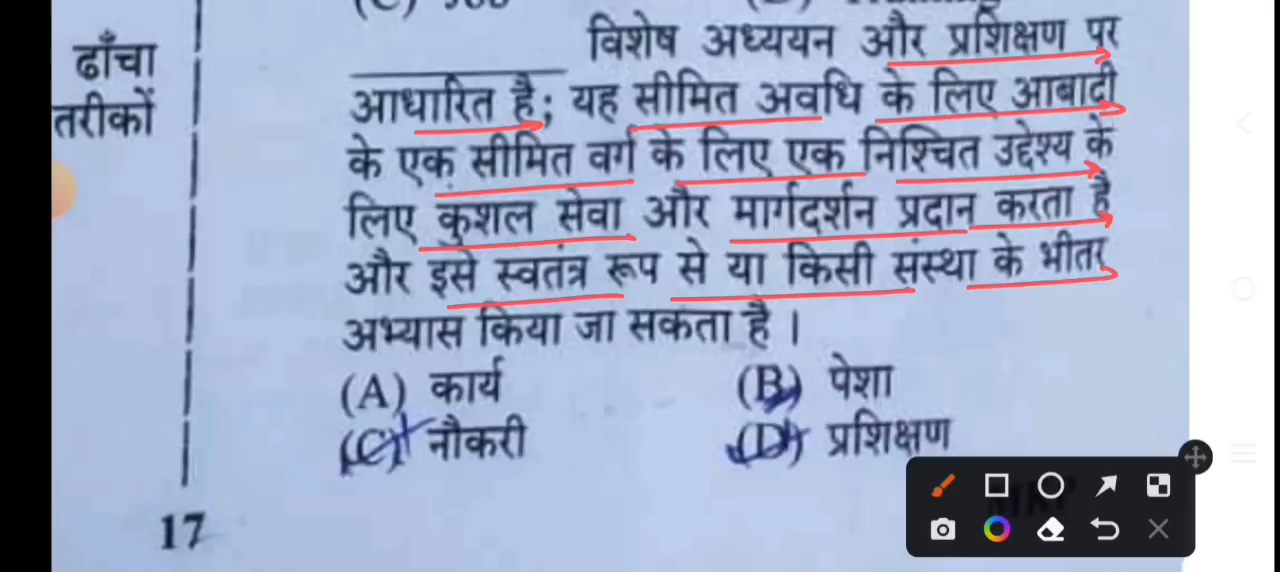 ढाँचा
तरीकों
__________ विशेष अध्ययन और प्रशिक्षण पर
आधारित है; यह सीमित अवधि के लिए आबादी
के एक सीमित वर्ग के लिए एक निश्चित उद्देश्य के
लिए कुशल सेवा और मार्गदर्शन प्रदान करता है
और इसे स्वतंत्र रूप से या किसी संस्था के भीतर
अभ्यास किया जा सकता है ।
(A) कार्य (B) पेशा
(C) नौकरी (D) प्रशिक्षण
17